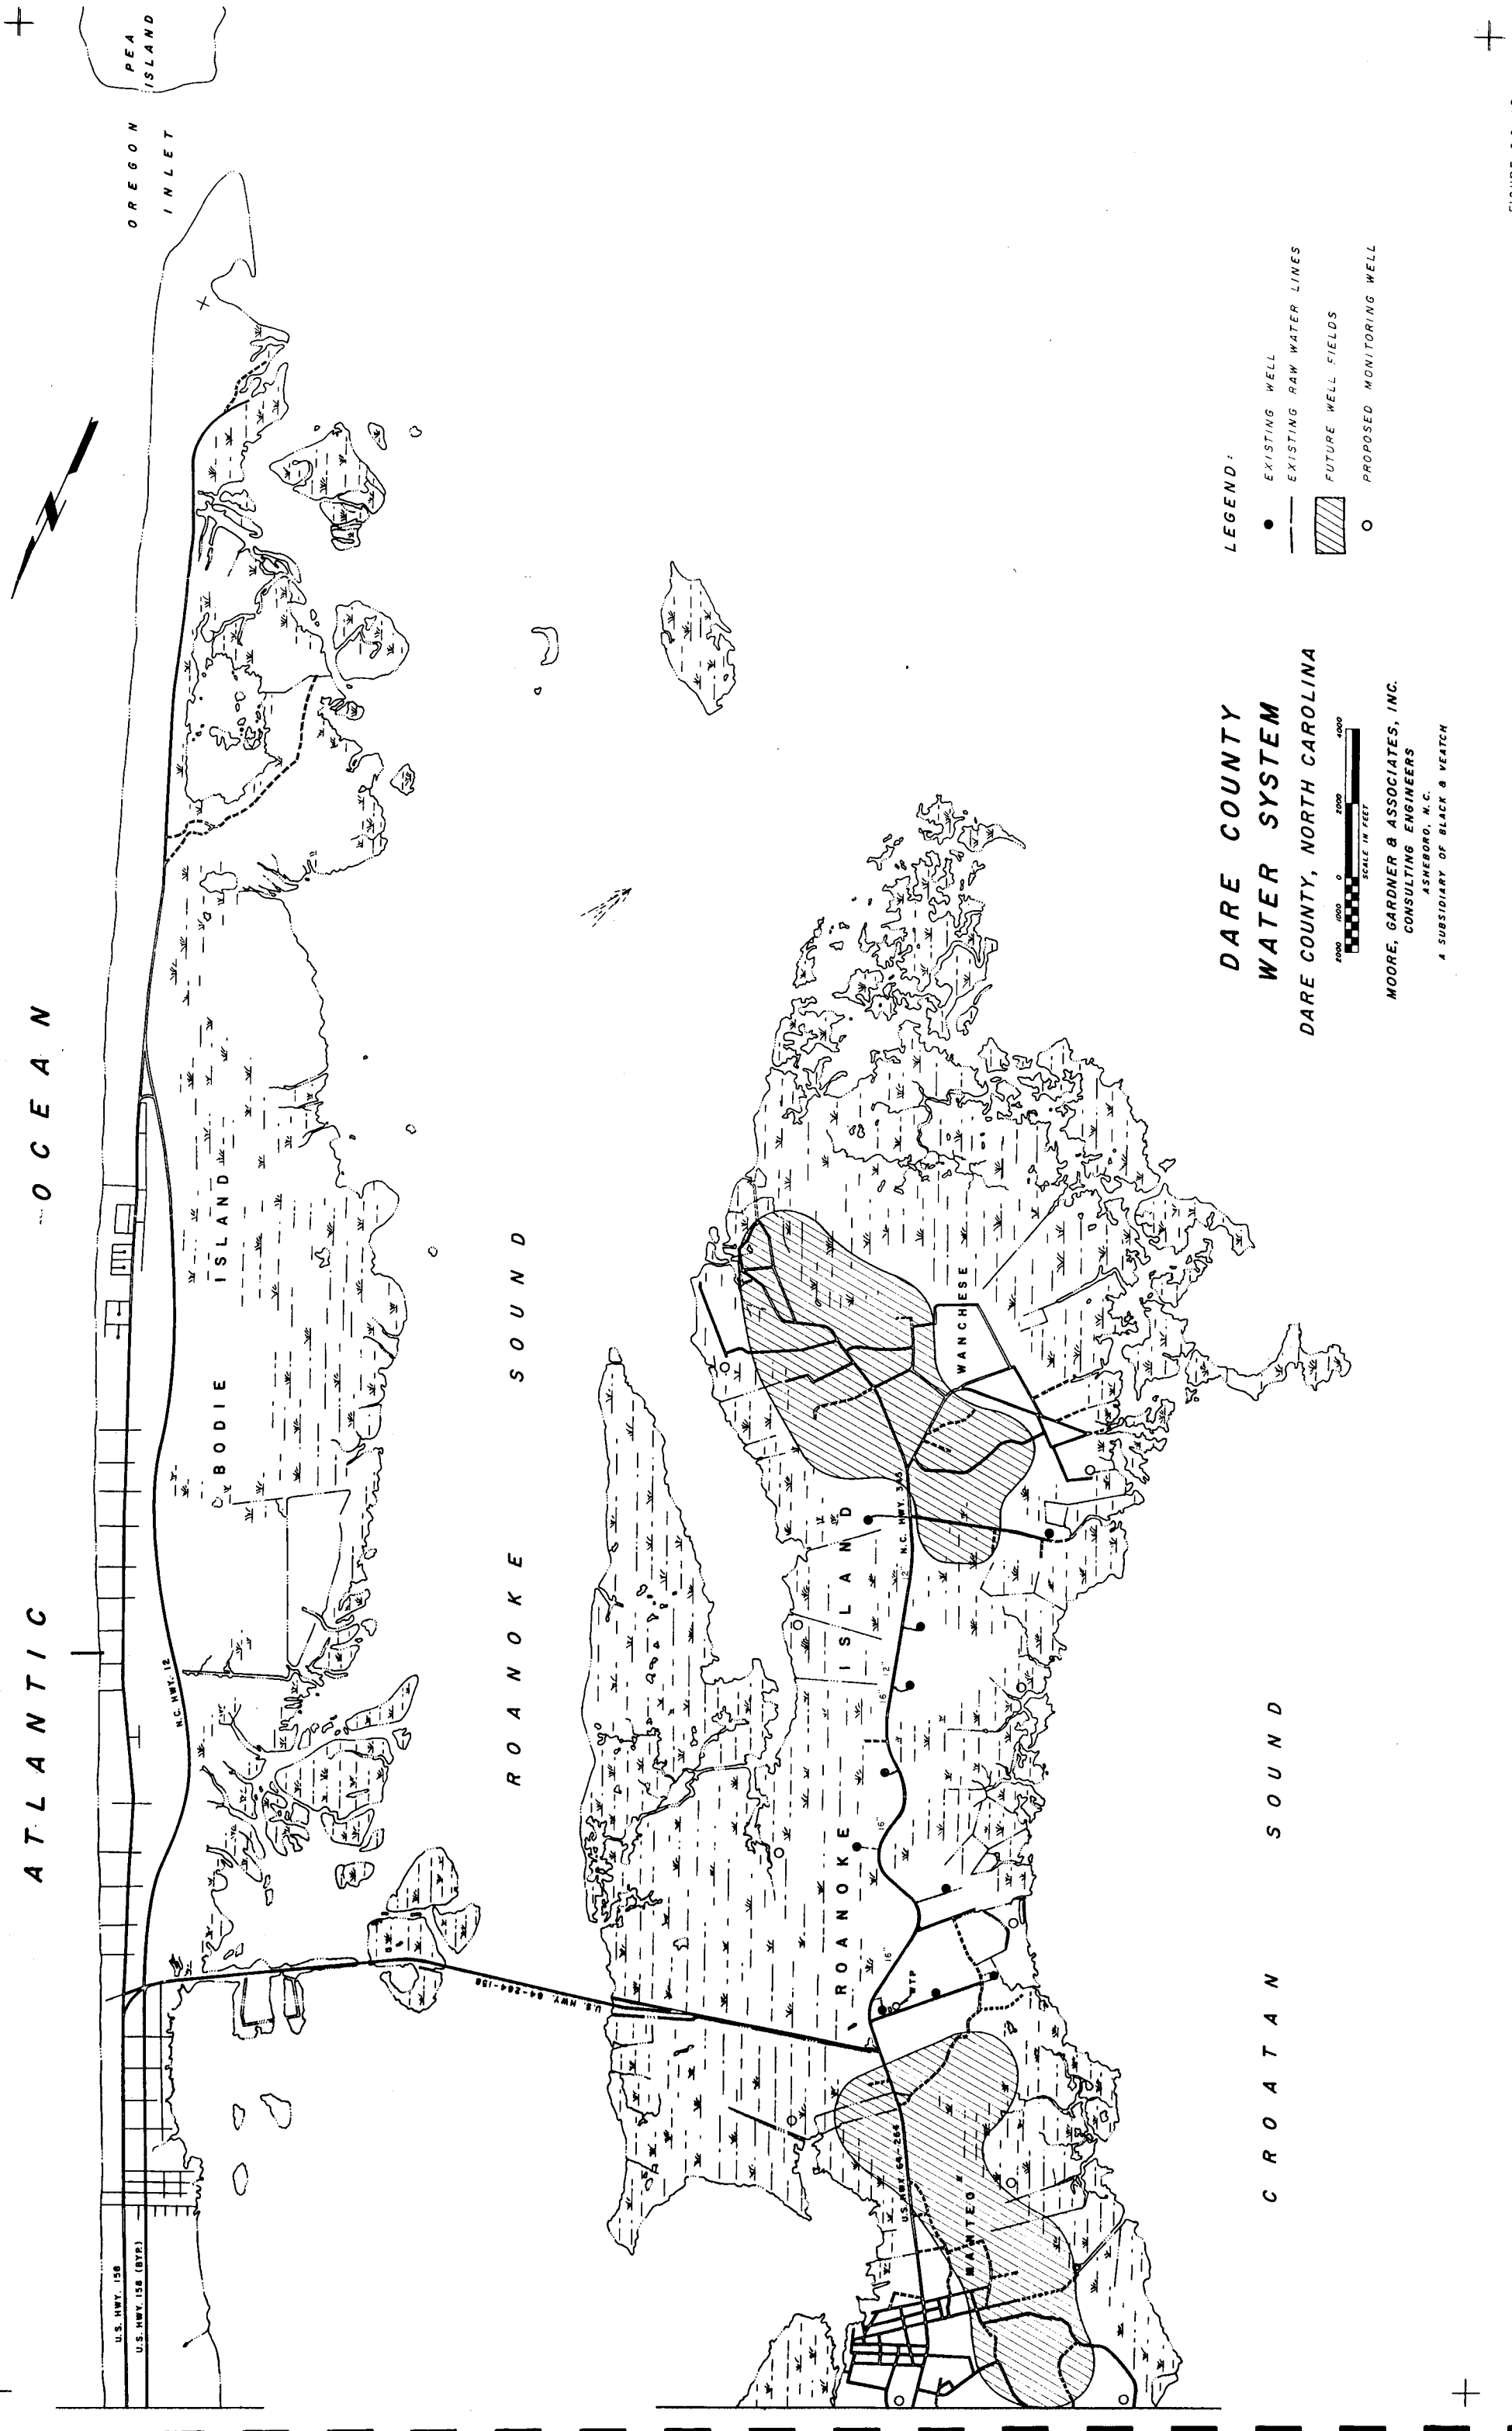 PEA
ISLAND
OREGON
INLET
ATLANTIC OCEAN
BODIE ISLAND
N.C. HWY. 12
U.S. HWY. 158
U.S. HWY. 158 (BYP.)
U.S. HWY. 64-264-158
ROANOKE SOUND
ROANOKE ISLAND
WANCHESE
N.C. HWY. 345
12"
12"
16"
16"
16"
WTP
U.S. HWY. 64-264
MANTEO
CROATAN SOUND
LEGEND:
EXISTING WELL
EXISTING RAW WATER LINES
FUTURE WELL FIELDS
PROPOSED MONITORING WELL
DARE COUNTY
WATER SYSTEM
DARE COUNTY, NORTH CAROLINA
2000 1000 0 2000 4000
SCALE IN FEET
MOORE, GARDNER & ASSOCIATES, INC.
CONSULTING ENGINEERS
ASHEBORO, N.C.
A SUBSIDIARY OF BLACK & VEATCH